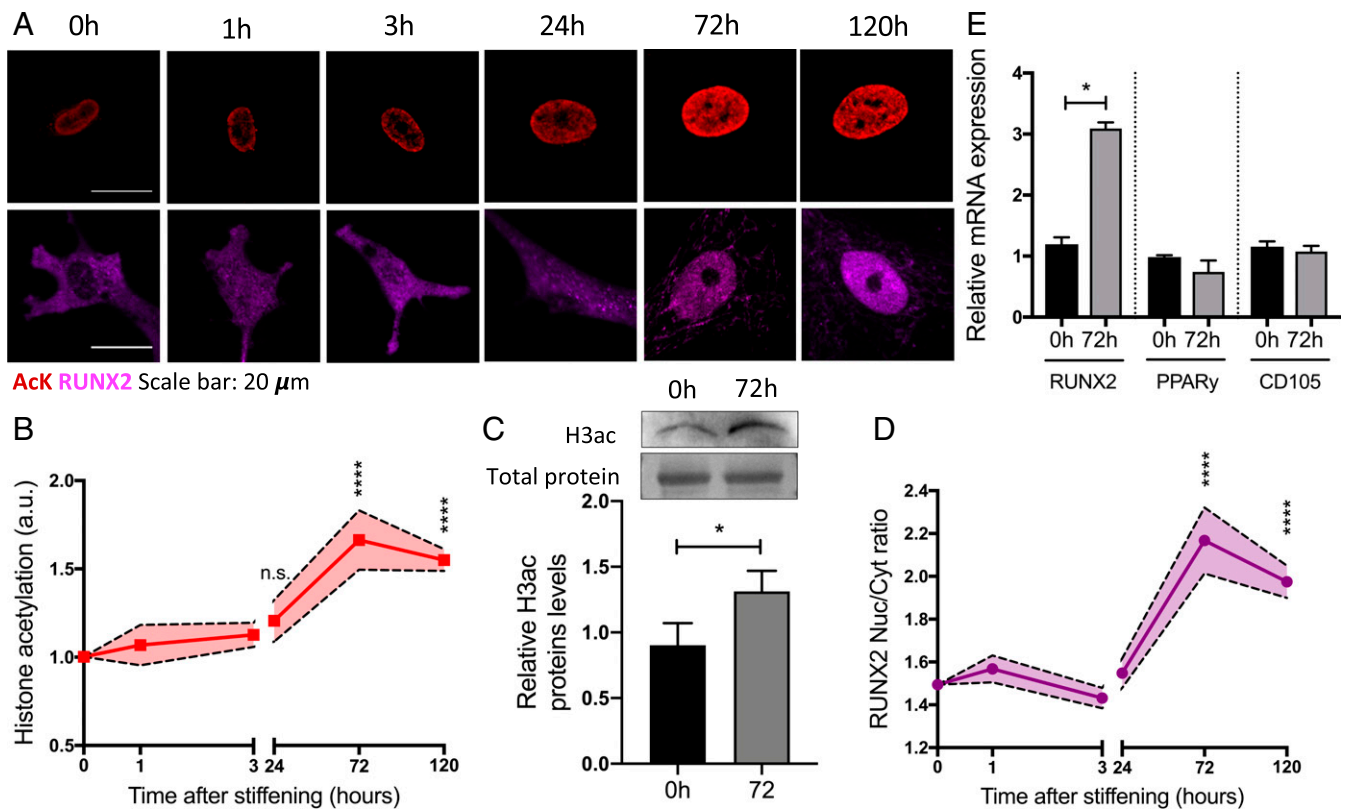 A
0h 1h 3h 24h 72h 120h
AcK RUNX2 Scale bar: 20 𝝁m
E
Relative mRNA expression
4
3
2
1
0
*
0h 72h 0h 72h 0h 72h
RUNX2 PPARy CD105
B
Histone acetylation (a.u.)
2.0
1.5
1.0
0.5
n.s.
****
****
0 1 3 24 72 120
Time after stiffening (hours)
C
0h 72h
H3ac
Total protein
Relative H3ac
proteins levels
2.0
1.5
1.0
0.5
0.0
*
0h 72
D
RUNX2 Nuc/Cyt ratio
2.4
2.2
2.0
1.8
1.6
1.4
1.2
****
****
0 1 3 24 72 120
Time after stiffening (hours)